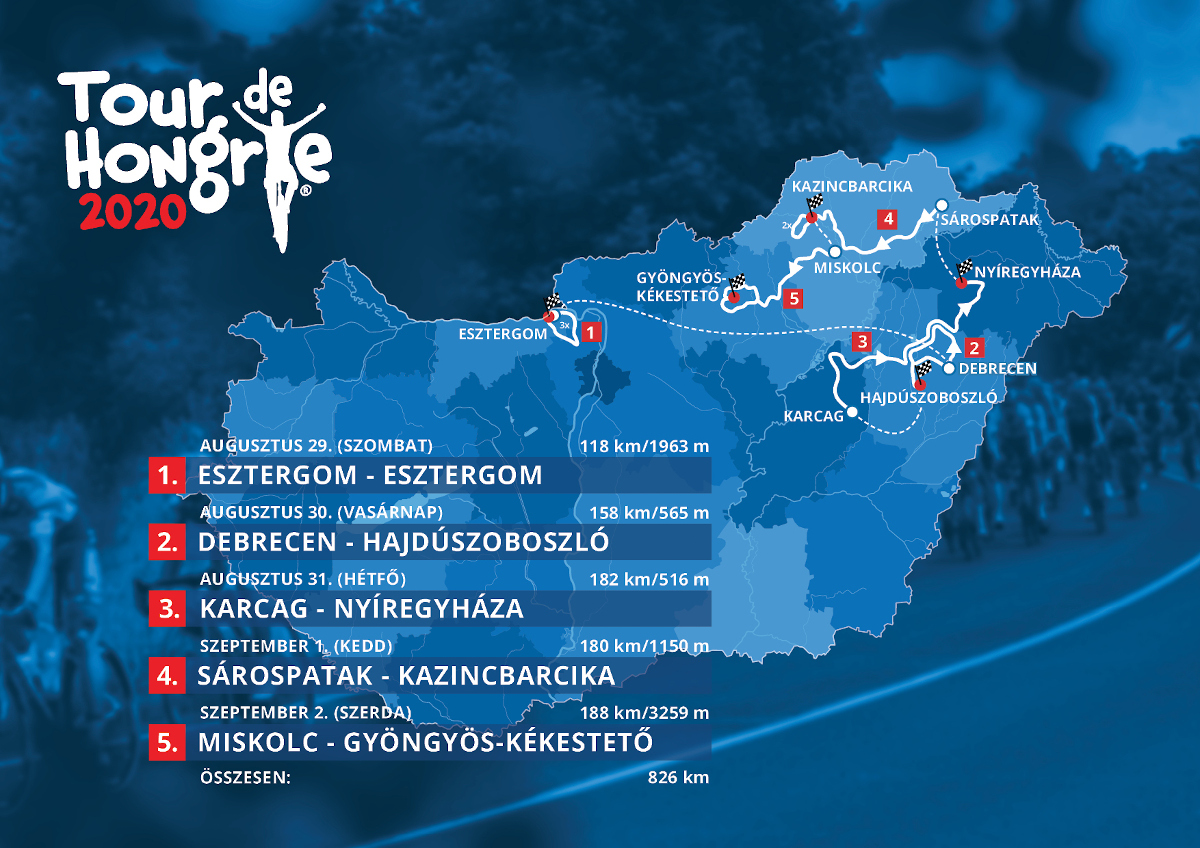 Tour de
Hongrie
2020
®
KAZINCBARCIKA
2x
4
SÁROSPATAK
MISKOLC
NYÍREGYHÁZA
GYÖNGYÖS-
KÉKESTETŐ
5
ESZTERGOM
3x
1
3
2
DEBRECEN
HAJDÚSZOBOSZLÓ
KARCAG
AUGUSZTUS 29. (SZOMBAT) 118 km/1963 m
1. ESZTERGOM - ESZTERGOM
AUGUSZTUS 30. (VASÁRNAP) 158 km/565 m
2. DEBRECEN - HAJDÚSZOBOSZLÓ
AUGUSZTUS 31. (HÉTFŐ) 182 km/516 m
3. KARCAG - NYÍREGYHÁZA
SZEPTEMBER 1. (KEDD) 180 km/1150 m
4. SÁROSPATAK - KAZINCBARCIKA
SZEPTEMBER 2. (SZERDA) 188 km/3259 m
5. MISKOLC - GYÖNGYÖS-KÉKESTETŐ
ÖSSZESEN: 826 km